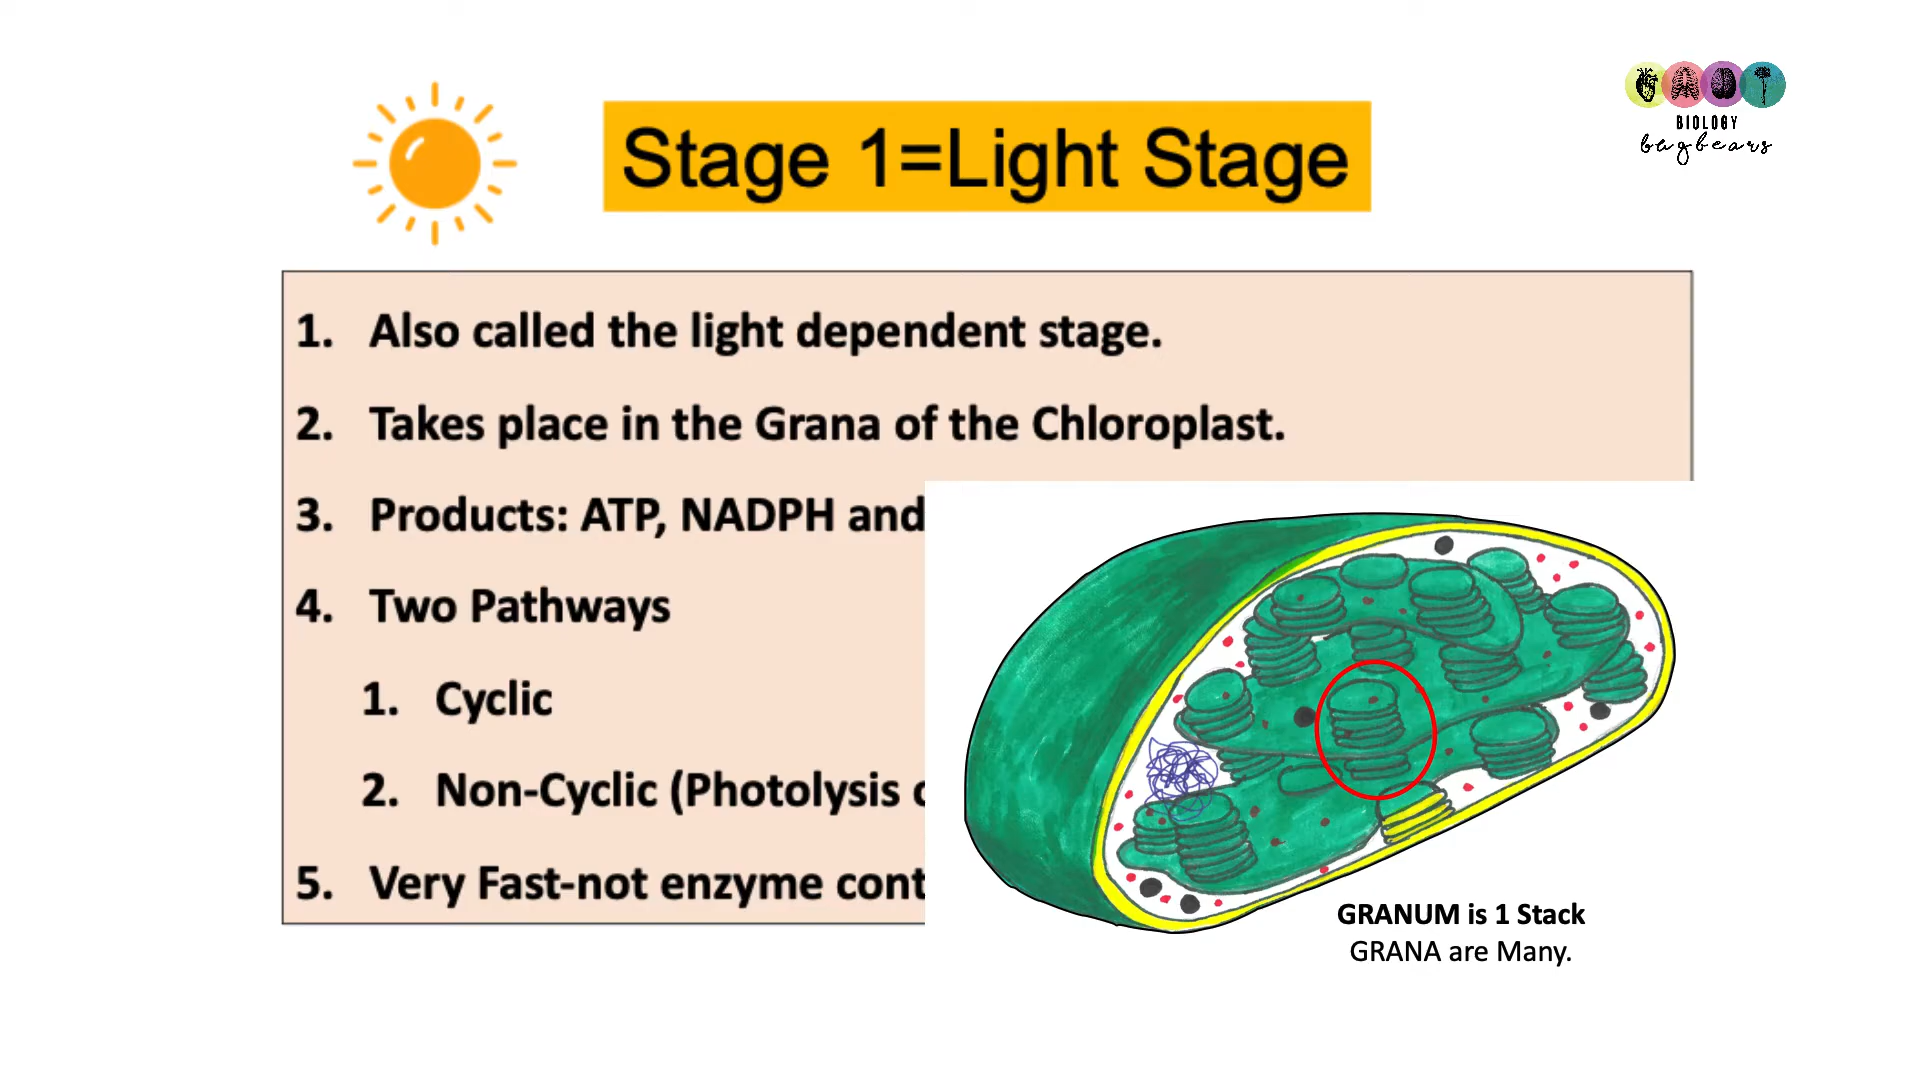 BIOLOGY
bugbears
Stage 1=Light Stage
1. Also called the light dependent stage.
2. Takes place in the Grana of the Chloroplast.
3. Products: ATP, NADPH and
4. Two Pathways
1. Cyclic
2. Non-Cyclic (Photolysis
5. Very Fast-not enzyme cont
GRANUM is 1 Stack
GRANA are Many.